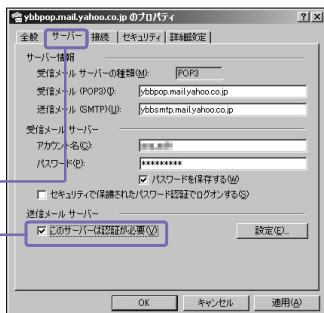 ybbpop.mail.yahoo.co.jp のプロパティ
全般 サーバー 接続 セキュリティ 詳細設定
サーバー情報
受信メール サーバーの種類(M): POP3
受信メール (POP3)(I): ybbpop.mail.yahoo.co.jp
送信メール (SMTP)(U): ybbsmtp.mail.yahoo.co.jp
受信メール サーバー
アカウント名(C):
パスワード(P): *********
パスワードを保存する(W)
セキュリティで保護されたパスワード認証でログオンする(S)
送信メール サーバー
このサーバーは認証が必要(V) 設定(E)...
OK キャンセル 適用(A)